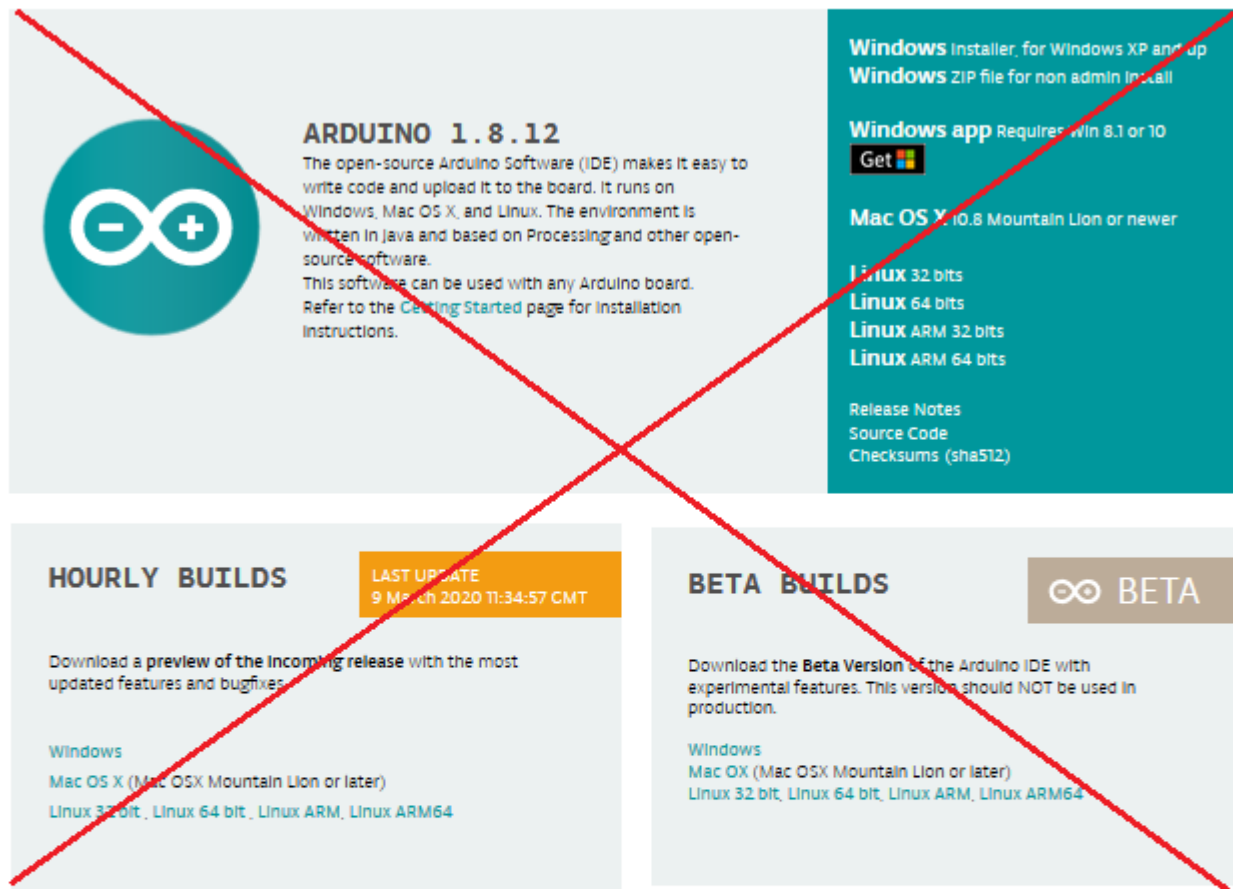 ARDUINO 1.8.12
The open-source Arduino Software (IDE) makes it easy to
write code and upload it to the board. It runs on
Windows, Mac OS X, and Linux. The environment is
written in Java and based on Processing and other open-
source software.
This software can be used with any Arduino board.
Refer to the Getting Started page for Installation
Instructions.
Windows Installer, for Windows XP and up
Windows ZIP file for non admin install
Windows app Requires Win 8.1 or 10
Get
Mac OS X 10.8 Mountain Lion or newer
Linux 32 bits
Linux 64 bits
Linux ARM 32 bits
Linux ARM 64 bits
Release Notes
Source Code
Checksums (sha512)
HOURLY BUILDS
LAST UPDATE
9 March 2020 11:34:57 GMT
Download a preview of the incoming release with the most
updated features and bugfixes.
Windows
Mac OS X (Mac OSX Mountain Lion or later)
Linux 32 bit , Linux 64 bit , Linux ARM, Linux ARM64
BETA BUILDS
BETA
Download the Beta Version of the Arduino IDE with
experimental features. This version should NOT be used in
production.
Windows
Mac OX (Mac OSX Mountain Lion or later)
Linux 32 bit, Linux 64 bit, Linux ARM, Linux ARM64